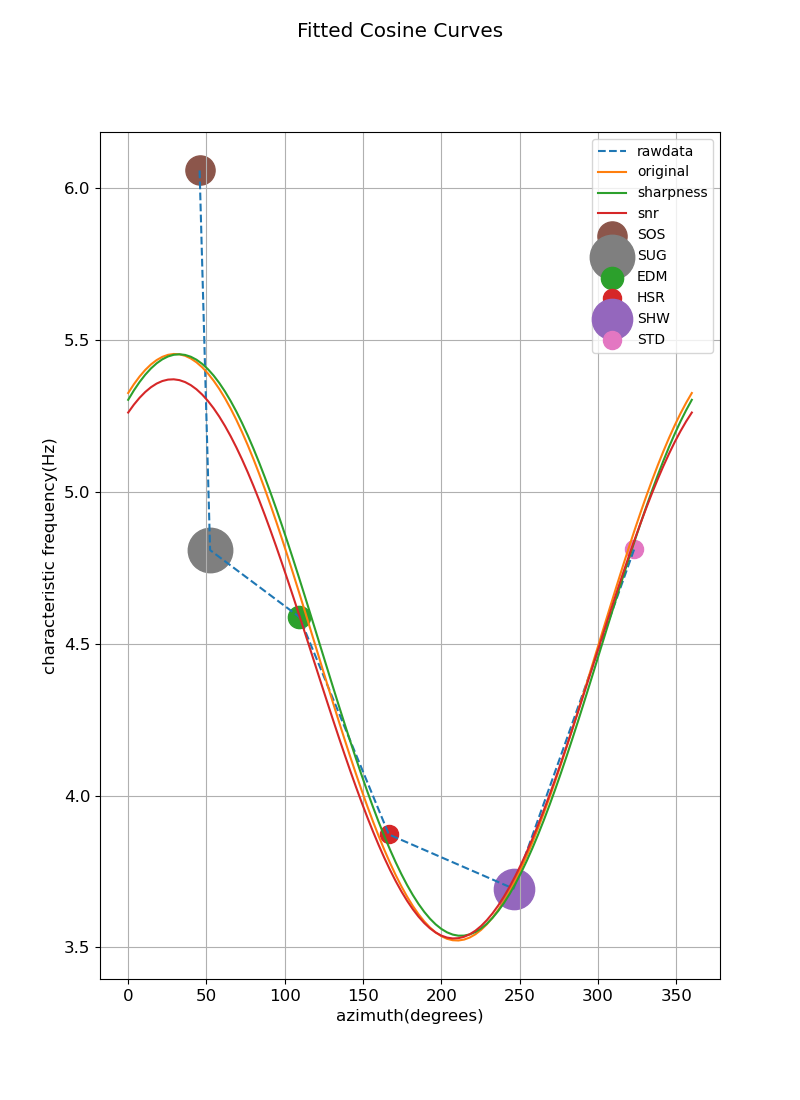 Fitted Cosine Curves
rawdata
original
sharpness
snr
SOS
SUG
EDM
HSR
SHW
STD
characteristic frequency(Hz)
6.0
5.5
5.0
4.5
4.0
3.5
0 50 100 150 200 250 300 350
azimuth(degrees)